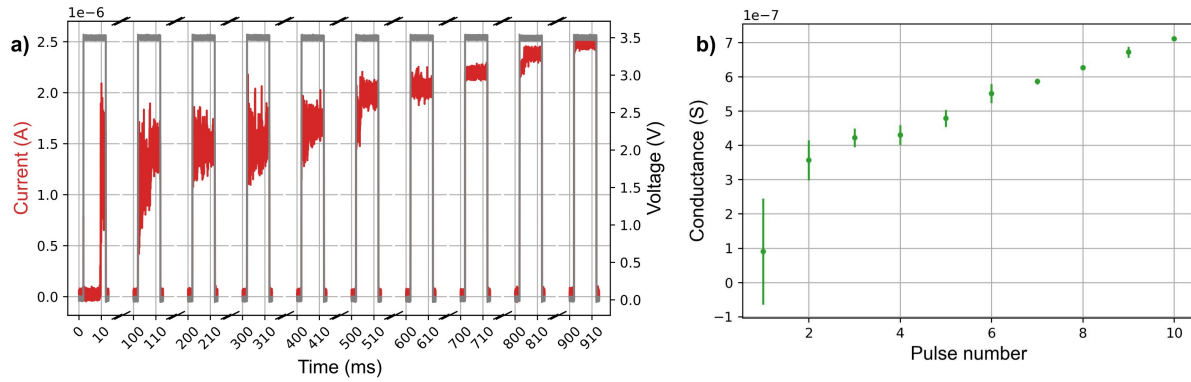 a)
1e−6
2.5
2.0
1.5
1.0
0.5
0.0
Current (A)
3.5
3.0
2.5
2.0
1.5
1.0
0.5
0.0
Voltage (V)
0 10 100 110 200 210 300 310 400 410 500 510 600 610 700 710 800 810 900 910
Time (ms)
b)
1e−7
7
6
5
4
3
2
1
0
−1
Conductance (S)
2 4 6 8 10
Pulse number